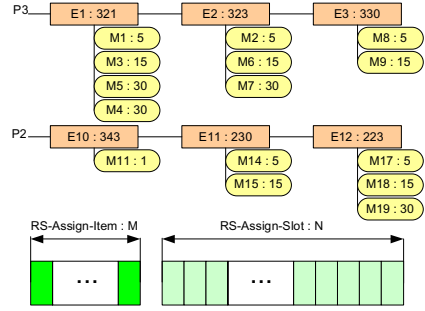 P3 E1 : 321 E2 : 323 E3 : 330
M1 : 5 M2 : 5 M8 : 5
M3 : 15 M6 : 15 M9 : 15
M5 : 30 M7 : 30
M4 : 30
P2 E10 : 343 E11 : 230 E12 : 223
M11 : 1 M14 : 5 M17 : 5
M15 : 15 M18 : 15
M19 : 30
RS-Assign-Item : M RS-Assign-Slot : N
... ...